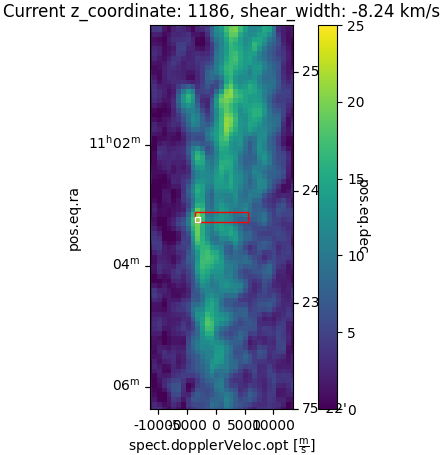 Current z_coordinate: 1186, shear_width: -8.24 km/s
25
25
20
11ʰ02ᵐ
24
15
pos.eq.ra
pos.eq.dec
04ᵐ
10
23
5
06ᵐ
75°22'
0
-10000 -5000 0 5000 10000
spect.dopplerVeloc.opt [m/s]